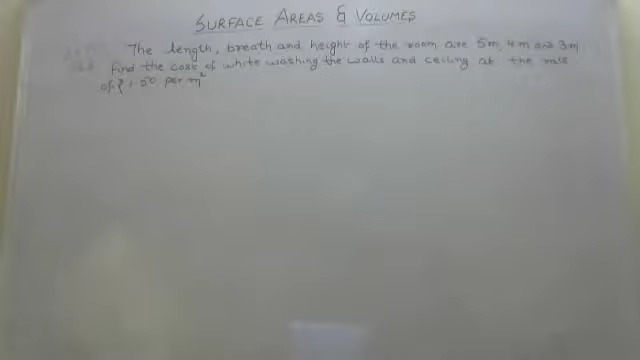 SURFACE AREAS & VOLUMES
The length, breath and height of the room are 5m, 4m and 3m
Find the cost of white washing the walls and ceiling at the rate
of ₹ 1.50 per m²